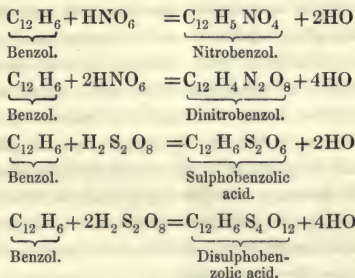 C₁₂ H₆ + HNO₆ = C₁₂ H₅ NO₄ + 2HO
Benzol. Nitrobenzol.
C₁₂ H₆ + 2HNO₆ = C₁₂ H₄ N₂ O₈ + 4HO
Benzol. Dinitrobenzol.
C₁₂ H₆ + H₂ S₂ O₈ = C₁₂ H₆ S₂ O₆ + 2HO
Benzol. Sulphobenzolic
acid.
C₁₂ H₆ + 2H₂ S₂ O₈ = C₁₂ H₆ S₄ O₁₂ + 4HO
Benzol. Disulphoben-
zolic acid.